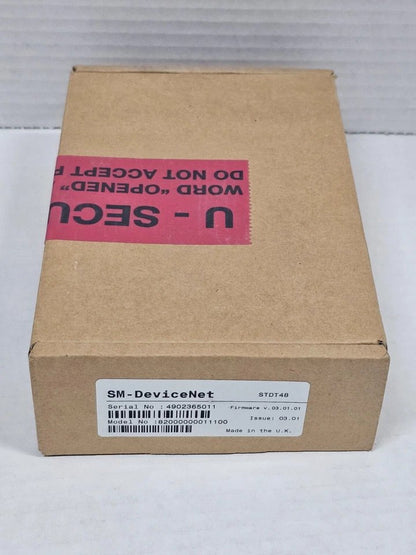 DO NOT ACCEPT
WORD "OPENED"
U - SECU
SM-DeviceNet STDT48
Serial No : 4902365011 Firmware v.03.01.01
Issue: 03.01
Model No :82000000011100
Made in the U.K.